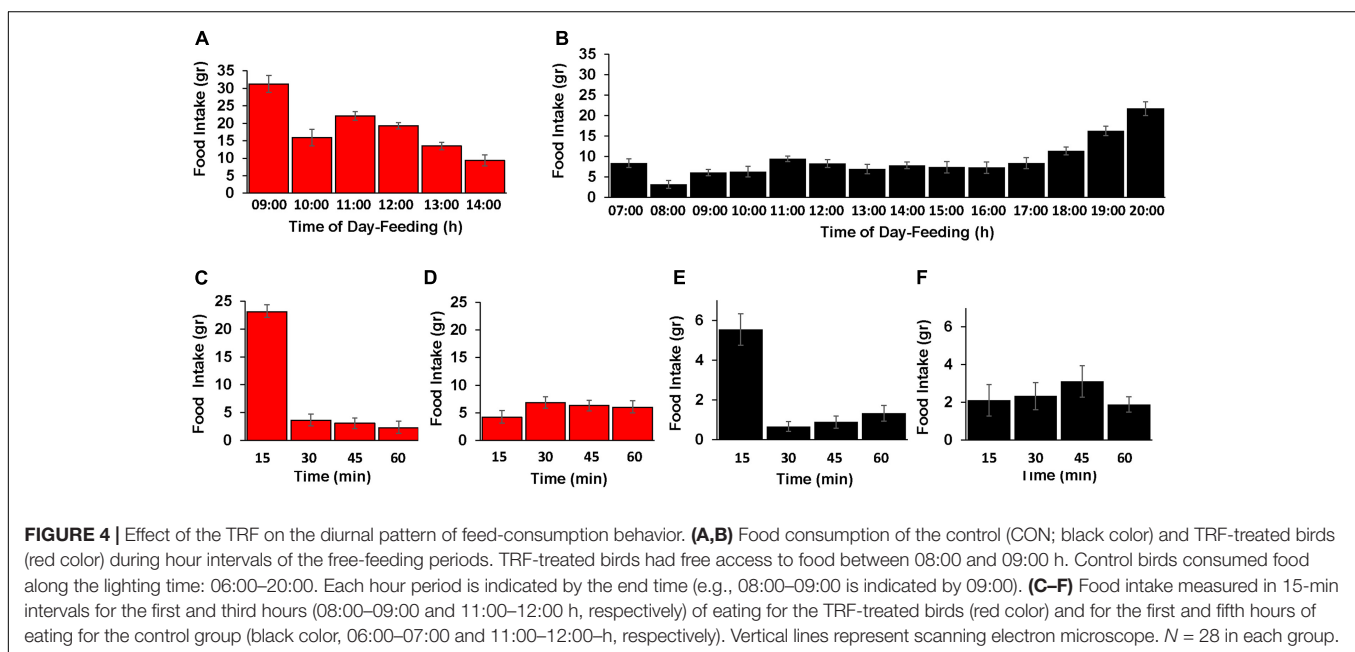 A
Food Intake (gr)
35
30
25
20
15
10
5
0
09:00 10:00 11:00 12:00 13:00 14:00
Time of Day-Feeding (h)
B
Food Intake (gr)
35
30
25
20
15
10
5
0
07:00 08:00 09:00 10:00 11:00 12:00 13:00 14:00 15:00 16:00 17:00 18:00 19:00 20:00
Time of Day-Feeding (h)
C
Food Intake (gr)
25
20
15
10
5
0
15 30 45 60
Time (min)
D
Food Intake (gr)
25
20
15
10
5
0
15 30 45 60
Time (min)
E
Food Intake (gr)
6
4
2
0
15 30 45 60
Time (min)
F
Food Intake (gr)
6
4
2
0
15 30 45 60
Time (min)
FIGURE 4 | Effect of the TRF on the diurnal pattern of feed-consumption behavior. (A,B) Food consumption of the control (CON; black color) and TRF-treated birds
(red color) during hour intervals of the free-feeding periods. TRF-treated birds had free access to food between 08:00 and 09:00 h. Control birds consumed food
along the lighting time: 06:00–20:00. Each hour period is indicated by the end time (e.g., 08:00–09:00 is indicated by 09:00). (C–F) Food intake measured in 15-min
intervals for the first and third hours (08:00–09:00 and 11:00–12:00 h, respectively) of eating for the TRF-treated birds (red color) and for the first and fifth hours of
eating for the control group (black color, 06:00–07:00 and 11:00–12:00–h, respectively). Vertical lines represent scanning electron microscope. N = 28 in each group.